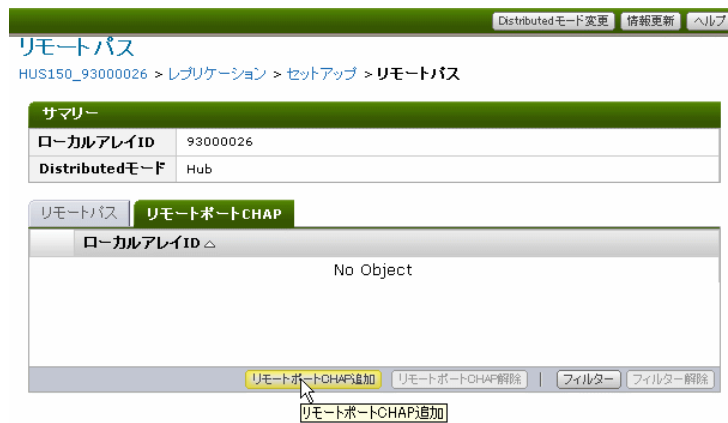 Distributedモード変更 情報更新 ヘルプ
リモートパス
HUS150_93000026 > レプリケーション > セットアップ > リモートパス
サマリー
ローカルアレイID 93000026
Distributedモード Hub
リモートパス リモートポートCHAP
ローカルアレイID △
No Object
リモートポートCHAP追加 リモートポートCHAP解除 | フィルター フィルター解除
リモートポートCHAP追加